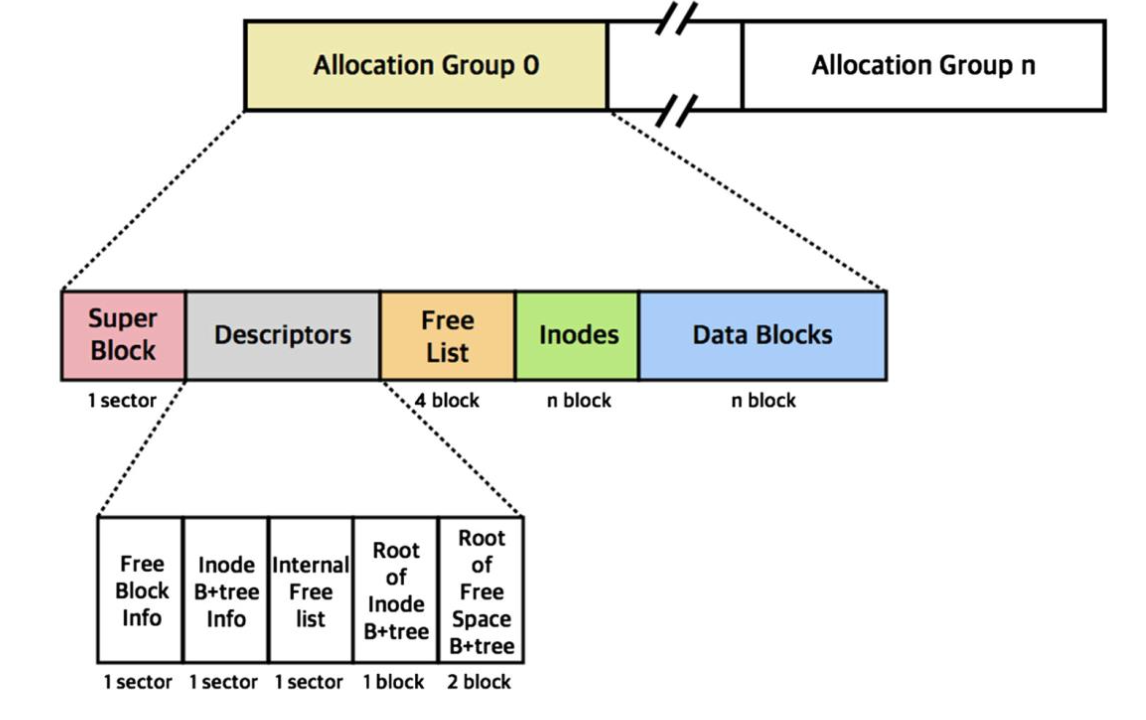 Allocation Group 0
Allocation Group n
Super
Block
Descriptors
Free
List
Inodes
Data Blocks
1 sector
4 block
n block
n block
Free
Block
Info
Inode
B+tree
Info
Internal
Free
list
Root
of
Inode
B+tree
Root
of
Free
Space
B+tree
1 sector
1 sector
1 sector
1 block
2 block